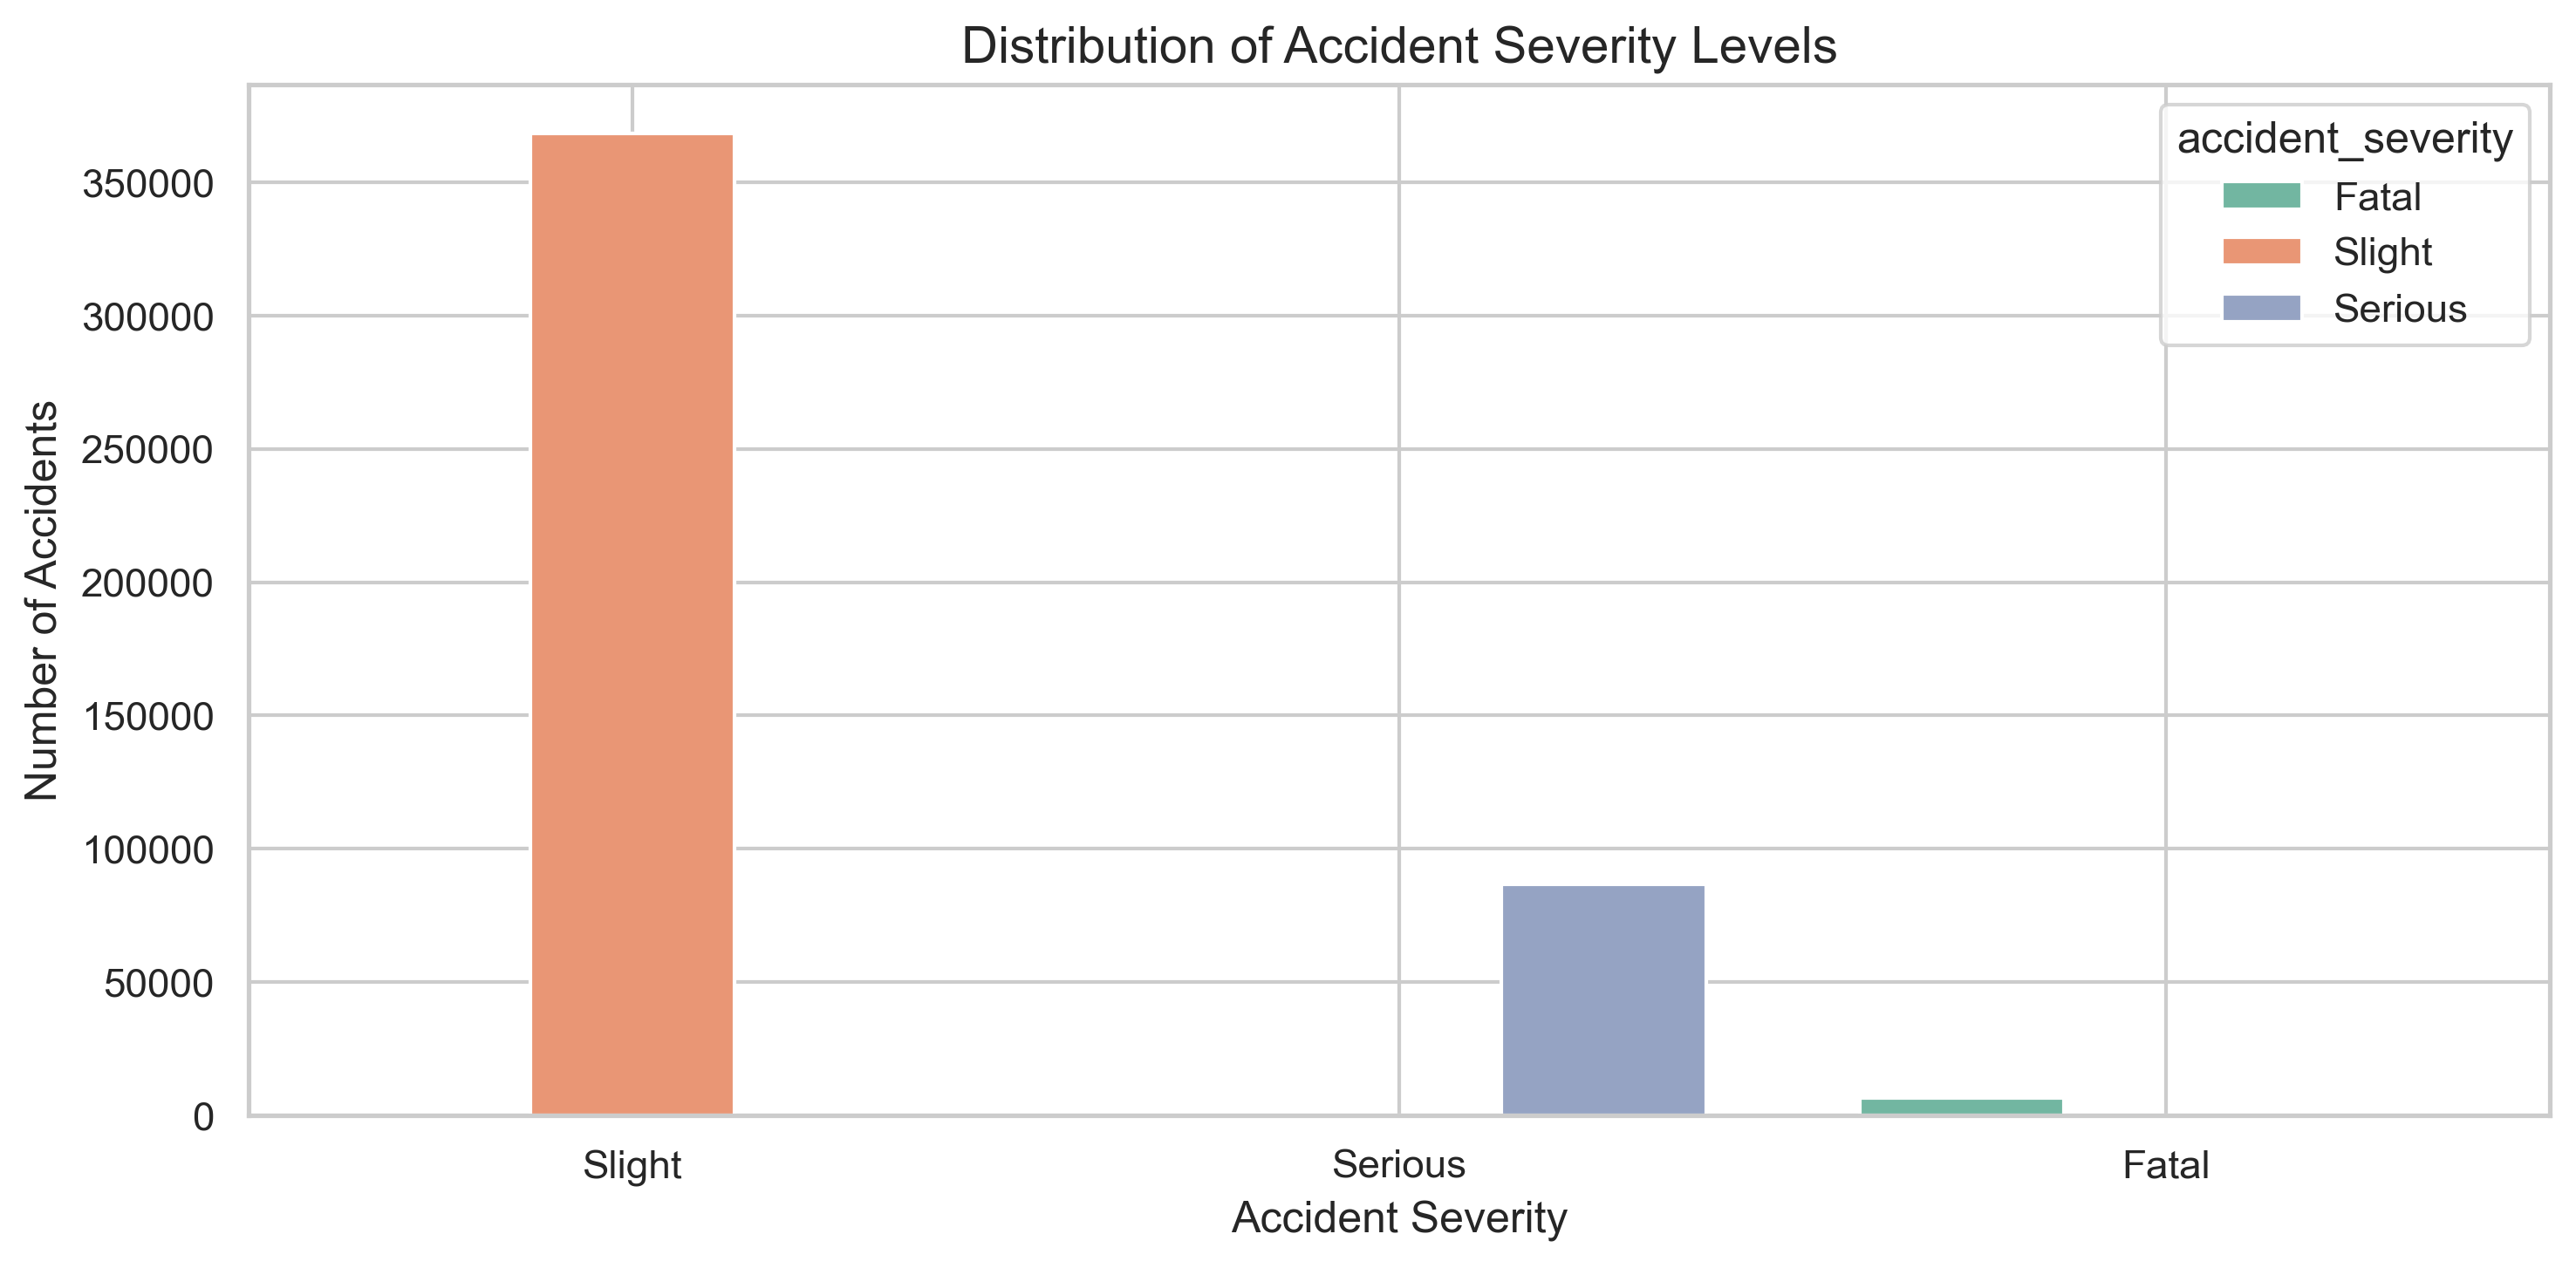 Distribution of Accident Severity Levels
accident_severity
Fatal
Slight
Serious
Number of Accidents
350000
300000
250000
200000
150000
100000
50000
0
Slight Serious Fatal
Accident Severity